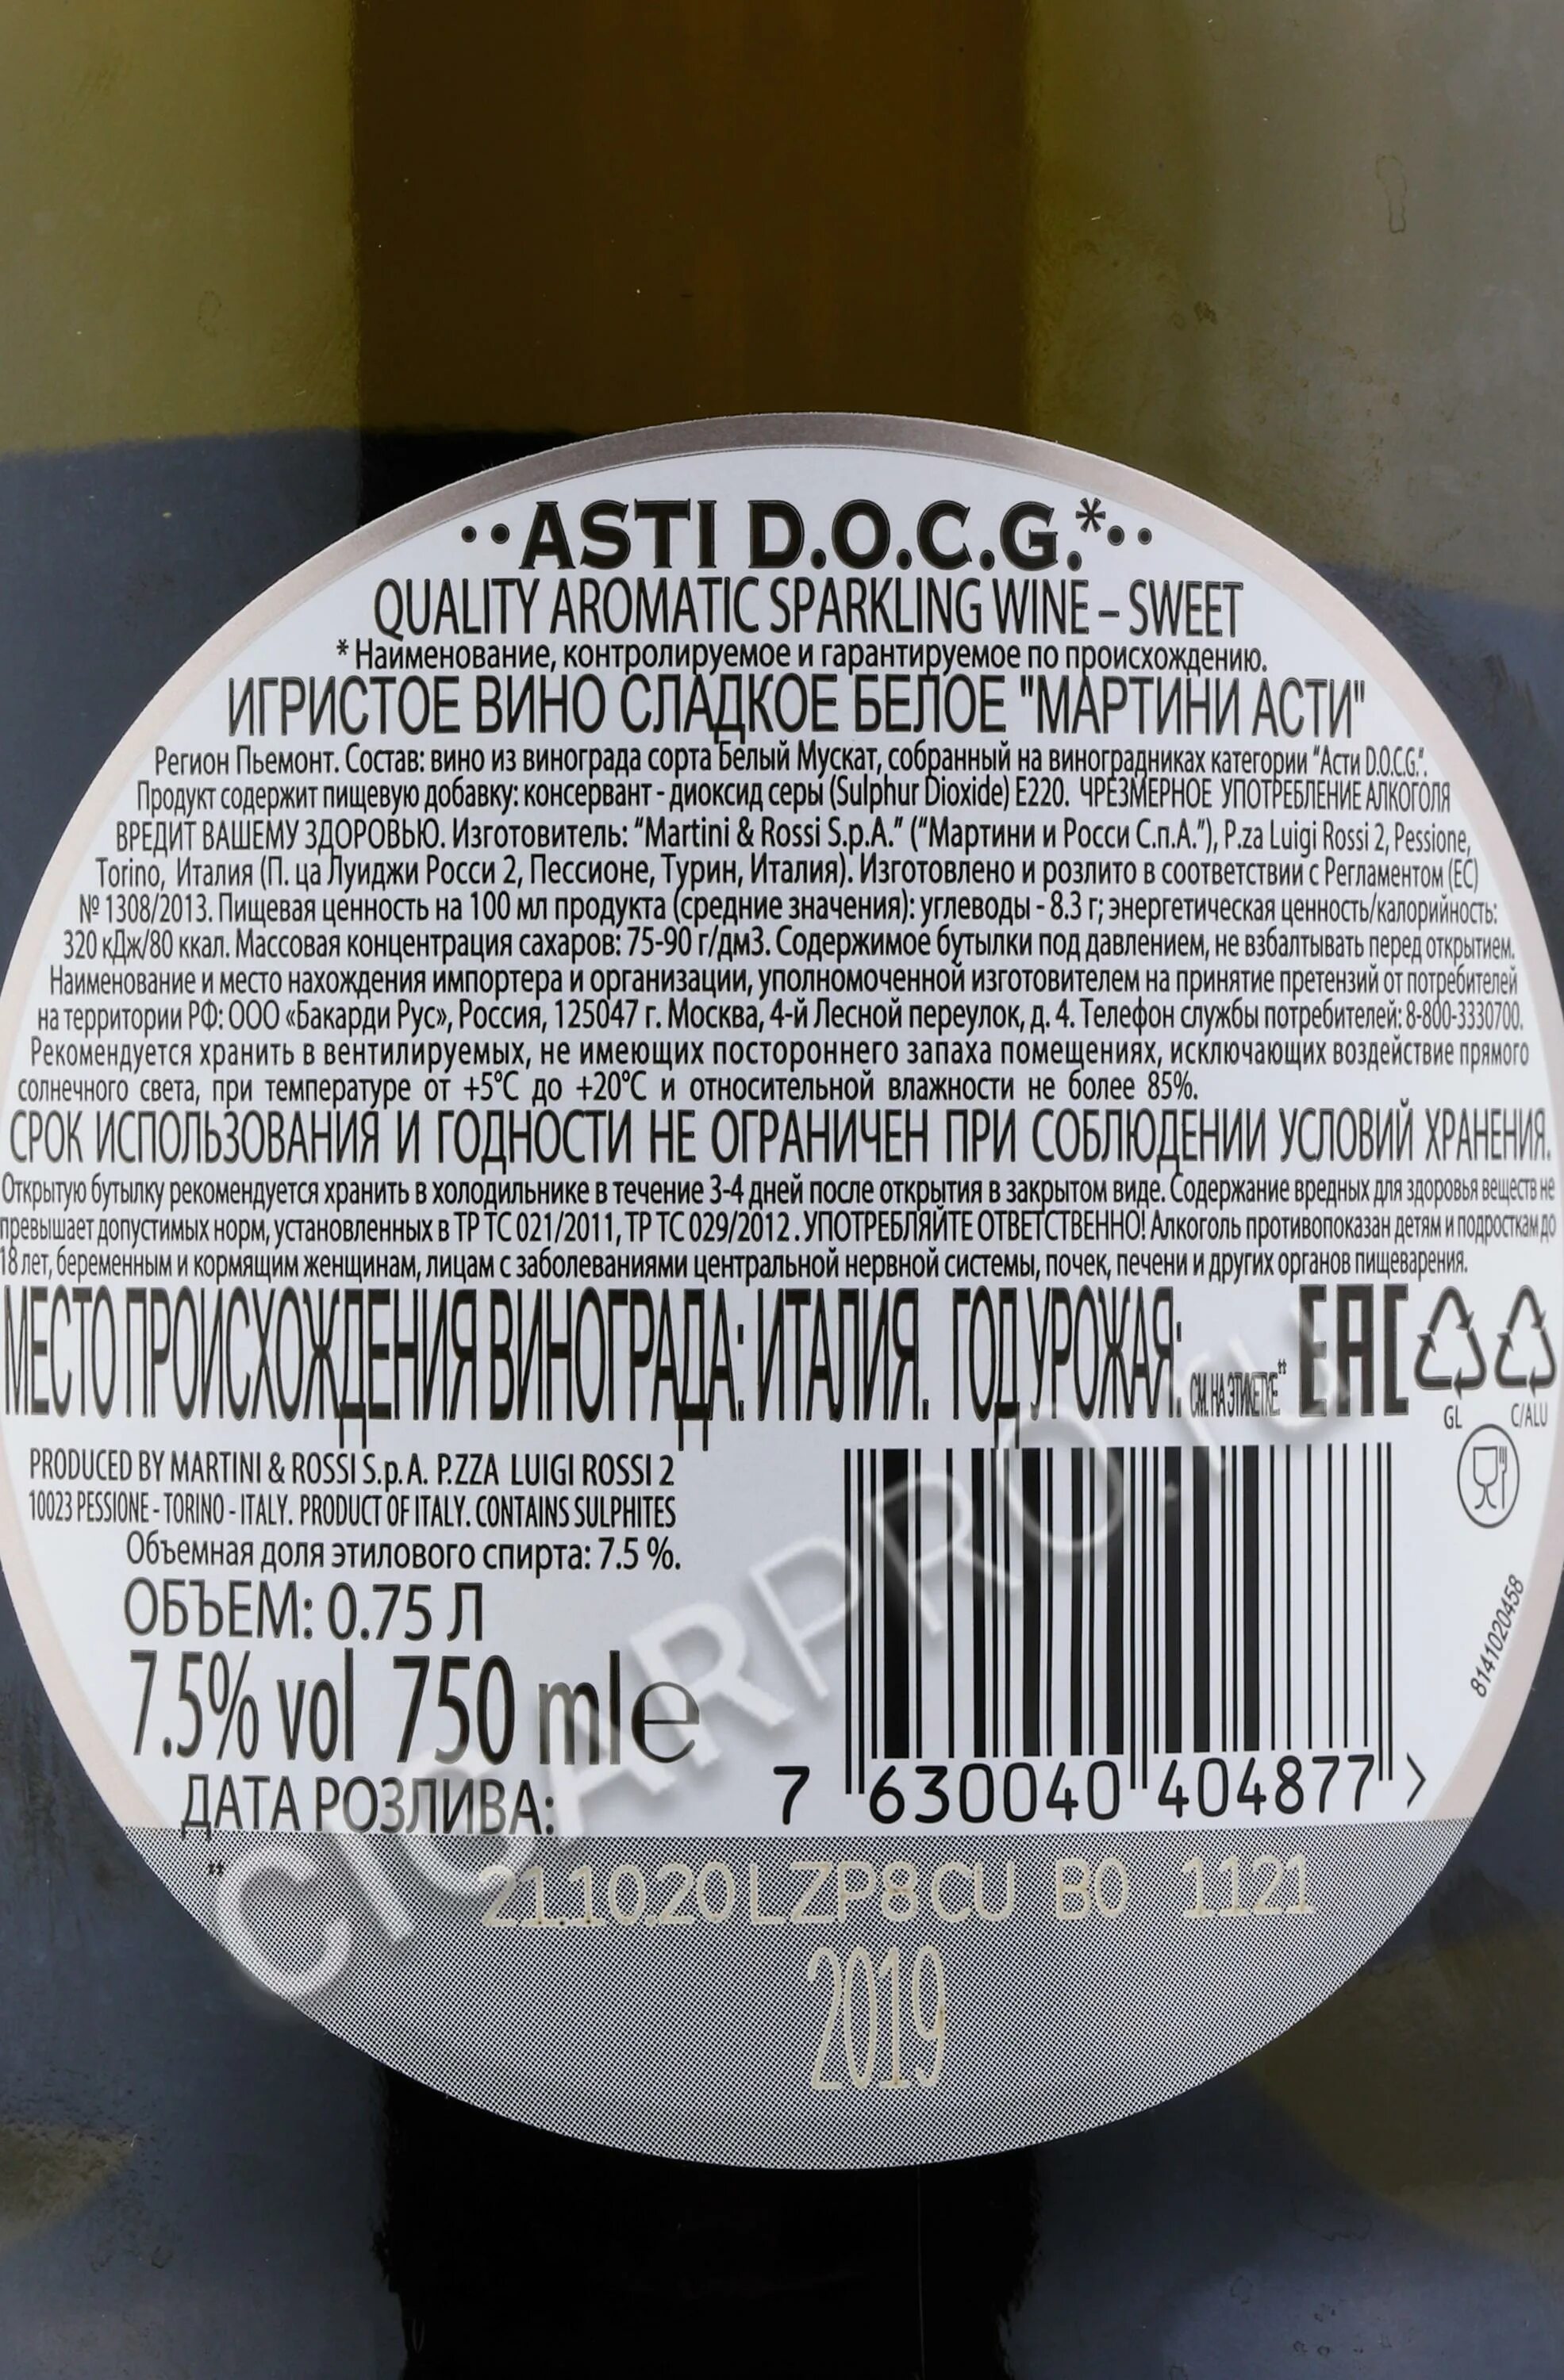 ••ASTI D.O.C.G.*••
QUALITY AROMATIC SPARKLING WINE – SWEET
* Наименование, контролируемое и гарантируемое по происхождению.
ИГРИСТОЕ ВИНО СЛАДКОЕ БЕЛОЕ "МАРТИНИ АСТИ"
Регион Пьемонт. Состав: вино из винограда сорта Белый Мускат, собранный на виноградниках категории “Асти D.O.C.G.”.
Продукт содержит пищевую добавку: консервант - диоксид серы (Sulphur Dioxide) E220. ЧРЕЗМЕРНОЕ УПОТРЕБЛЕНИЕ АЛКОГОЛЯ
ВРЕДИТ ВАШЕМУ ЗДОРОВЬЮ. Изготовитель: “Martini & Rossi S.p.A.” (“Мартини и Росси С.п.А.”), P.za Luigi Rossi 2, Pessione,
Torino, Италия (П. ца Луиджи Росси 2, Пессионе, Турин, Италия). Изготовлено и розлито в соответствии с Регламентом (ЕС)
№ 1308/2013. Пищевая ценность на 100 мл продукта (средние значения): углеводы - 8.3 г; энергетическая ценность/калорийность:
320 кДж/80 ккал. Массовая концентрация сахаров: 75-90 г/дм3. Содержимое бутылки под давлением, не взбалтывать перед открытием.
Наименование и место нахождения импортера и организации, уполномоченной изготовителем на принятие претензий от потребителей
на территории РФ: ООО «Бакарди Рус», Россия, 125047 г. Москва, 4-й Лесной переулок, д. 4. Телефон службы потребителей: 8-800-3330700.
Рекомендуется хранить в вентилируемых, не имеющих постороннего запаха помещениях, исключающих воздействие прямого
солнечного света, при температуре от +5°C до +20°C и относительной влажности не более 85%.
СРОК ИСПОЛЬЗОВАНИЯ И ГОДНОСТИ НЕ ОГРАНИЧЕН ПРИ СОБЛЮДЕНИИ УСЛОВИЙ ХРАНЕНИЯ.
Открытую бутылку рекомендуется хранить в холодильнике в течение 3-4 дней после открытия в закрытом виде. Содержание вредных для здоровья веществ не
превышает допустимых норм, установленных в ТР ТС 021/2011, ТР ТС 029/2012. УПОТРЕБЛЯЙТЕ ОТВЕТСТВЕННО! Алкоголь противопоказан детям и подросткам до
18 лет, беременным и кормящим женщинам, лицам с заболеваниями центральной нервной системы, почек, печени и других органов пищеварения.
МЕСТО ПРОИСХОЖДЕНИЯ ВИНОГРАДА: ИТАЛИЯ. ГОД УРОЖАЯ: СМ. НА ЭТИКЕТКЕ** EAC
GL C/ALU
PRODUCED BY MARTINI & ROSSI S.p.A. P.ZZA LUIGI ROSSI 2
10023 PESSIONE - TORINO - ITALY. PRODUCT OF ITALY. CONTAINS SULPHITES
Объемная доля этилового спирта: 7.5 %.
ОБЪЕМ: 0.75 Л
7.5% vol 750 ml e
ДАТА РОЗЛИВА:
7 630040 404877 >
8141020458
**
21.10.20 LZP8CU B0 1121
2019
CIGARPRO.ru